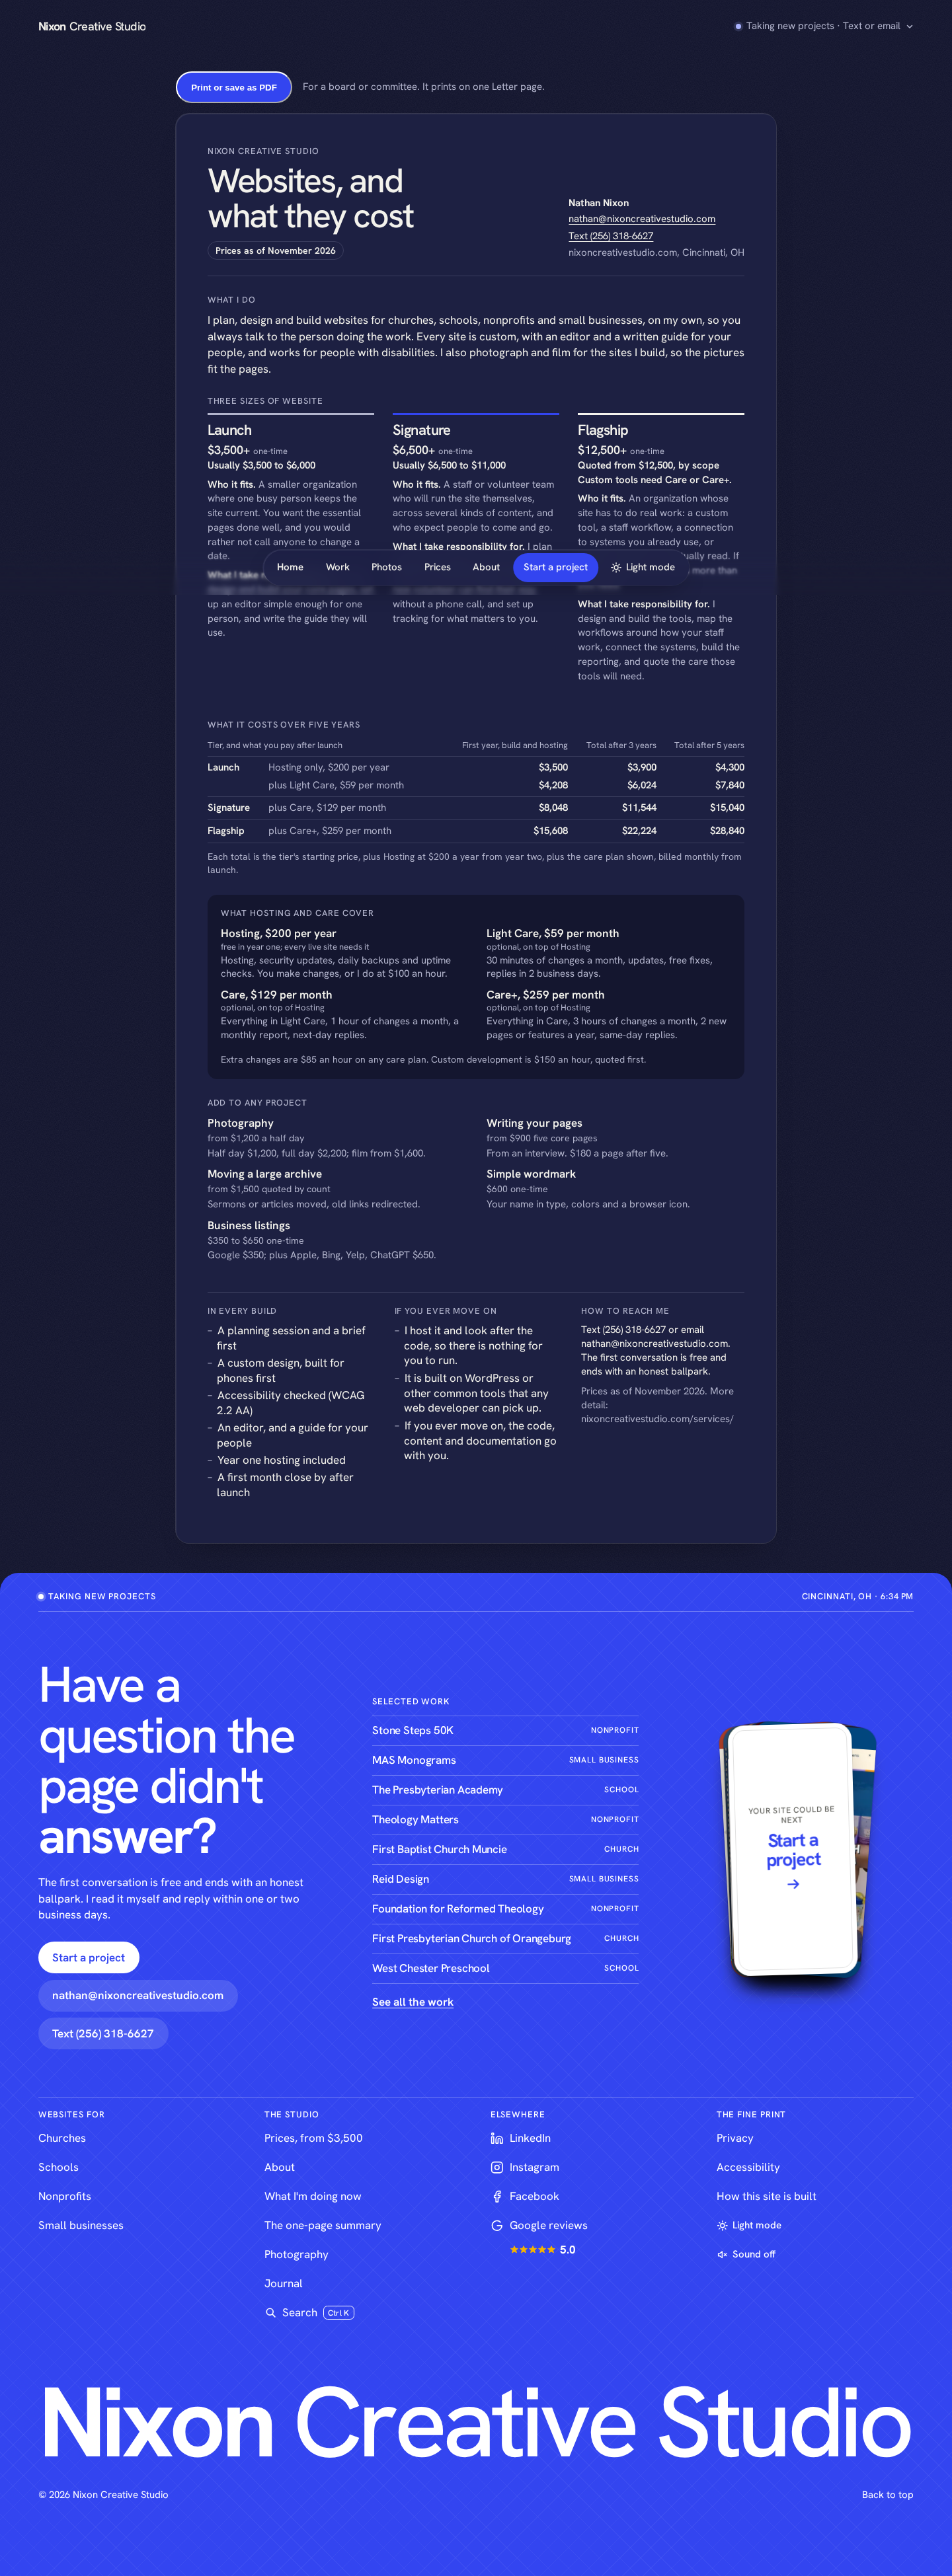 Nixon Creative Studio
Taking new projects · Text or email
Print or save as PDF
For a board or committee. It prints on one Letter page.
NIXON CREATIVE STUDIO
Websites, and
what they cost
Prices as of November 2026
Nathan Nixon
nathan@nixoncreativestudio.com
Text (256) 318-6627
nixoncreativestudio.com, Cincinnati, OH
WHAT I DO
I plan, design and build websites for churches, schools, nonprofits and small businesses, on my own, so you
always talk to the person doing the work. Every site is custom, with an editor and a written guide for your
people, and works for people with disabilities. I also photograph and film for the sites I build, so the pictures
fit the pages.
THREE SIZES OF WEBSITE
Launch
$3,500+ one-time
Usually $3,500 to $6,000
Who it fits. A smaller organization
where one busy person keeps the
site current. You want the essential
pages done well, and you would
rather not call anyone to change a
date.
What I take
up an editor simple enough for one
person, and write the guide they will
use.
Signature
$6,500+ one-time
Usually $6,500 to $11,000
Who it fits. A staff or volunteer team
who will run the site themselves,
across several kinds of content, and
who expect people to come and go.
What I take responsibility for. I plan
without a phone call, and set up
tracking for what matters to you.
Flagship
$12,500+ one-time
Quoted from $12,500, by scope
Custom tools need Care or Care+.
Who it fits. An organization whose
site has to do real work: a custom
tool, a staff workflow, a connection
to systems you already use, or
ually read. If
more than
What I take responsibility for. I
design and build the tools, map the
workflows around how your staff
work, connect the systems, build the
reporting, and quote the care those
tools will need.
Home
Work
Photos
Prices
About
Start a project
Light mode
WHAT IT COSTS OVER FIVE YEARS
Tier, and what you pay after launch First year, build and hosting Total after 3 years Total after 5 years
Launch Hosting only, $200 per year $3,500 $3,900 $4,300
plus Light Care, $59 per month $4,208 $6,024 $7,840
Signature plus Care, $129 per month $8,048 $11,544 $15,040
Flagship plus Care+, $259 per month $15,608 $22,224 $28,840
Each total is the tier's starting price, plus Hosting at $200 a year from year two, plus the care plan shown, billed monthly from
launch.
WHAT HOSTING AND CARE COVER
Hosting, $200 per year
free in year one; every live site needs it
Hosting, security updates, daily backups and uptime
checks. You make changes, or I do at $100 an hour.
Light Care, $59 per month
optional, on top of Hosting
30 minutes of changes a month, updates, free fixes,
replies in 2 business days.
Care, $129 per month
optional, on top of Hosting
Everything in Light Care, 1 hour of changes a month, a
monthly report, next-day replies.
Care+, $259 per month
optional, on top of Hosting
Everything in Care, 3 hours of changes a month, 2 new
pages or features a year, same-day replies.
Extra changes are $85 an hour on any care plan. Custom development is $150 an hour, quoted first.
ADD TO ANY PROJECT
Photography
from $1,200 a half day
Half day $1,200, full day $2,200; film from $1,600.
Writing your pages
from $900 five core pages
From an interview. $180 a page after five.
Moving a large archive
from $1,500 quoted by count
Sermons or articles moved, old links redirected.
Simple wordmark
$600 one-time
Your name in type, colors and a browser icon.
Business listings
$350 to $650 one-time
Google $350; plus Apple, Bing, Yelp, ChatGPT $650.
IN EVERY BUILD
– A planning session and a brief
first
– A custom design, built for
phones first
– Accessibility checked (WCAG
2.2 AA)
– An editor, and a guide for your
people
– Year one hosting included
– A first month close by after
launch
IF YOU EVER MOVE ON
– I host it and look after the
code, so there is nothing for
you to run.
– It is built on WordPress or
other common tools that any
web developer can pick up.
– If you ever move on, the code,
content and documentation go
with you.
HOW TO REACH ME
Text (256) 318-6627 or email
nathan@nixoncreativestudio.com.
The first conversation is free and
ends with an honest ballpark.
Prices as of November 2026. More
detail:
nixoncreativestudio.com/services/
TAKING NEW PROJECTS
CINCINNATI, OH · 6:34 PM
Have a
question the
page didn't
answer?
The first conversation is free and ends with an honest
ballpark. I read it myself and reply within one or two
business days.
Start a project
nathan@nixoncreativestudio.com
Text (256) 318-6627
SELECTED WORK
Stone Steps 50K NONPROFIT
MAS Monograms SMALL BUSINESS
The Presbyterian Academy SCHOOL
Theology Matters NONPROFIT
First Baptist Church Muncie CHURCH
Reid Design SMALL BUSINESS
Foundation for Reformed Theology NONPROFIT
First Presbyterian Church of Orangeburg CHURCH
West Chester Preschool SCHOOL
See all the work
YOUR SITE COULD BE
NEXT
Start a
project
→
WEBSITES FOR
Churches
Schools
Nonprofits
Small businesses
THE STUDIO
Prices, from $3,500
About
What I'm doing now
The one-page summary
Photography
Journal
Search Ctrl K
ELSEWHERE
LinkedIn
Instagram
Facebook
Google reviews
★★★★★ 5.0
THE FINE PRINT
Privacy
Accessibility
How this site is built
Light mode
Sound off
Nixon Creative Studio
© 2026 Nixon Creative Studio
Back to top